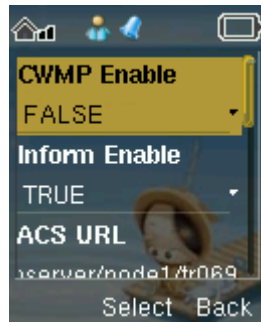 CWMP Enable
FALSE
Inform Enable
TRUE
ACS URL
server/node1/tr069
Select Back